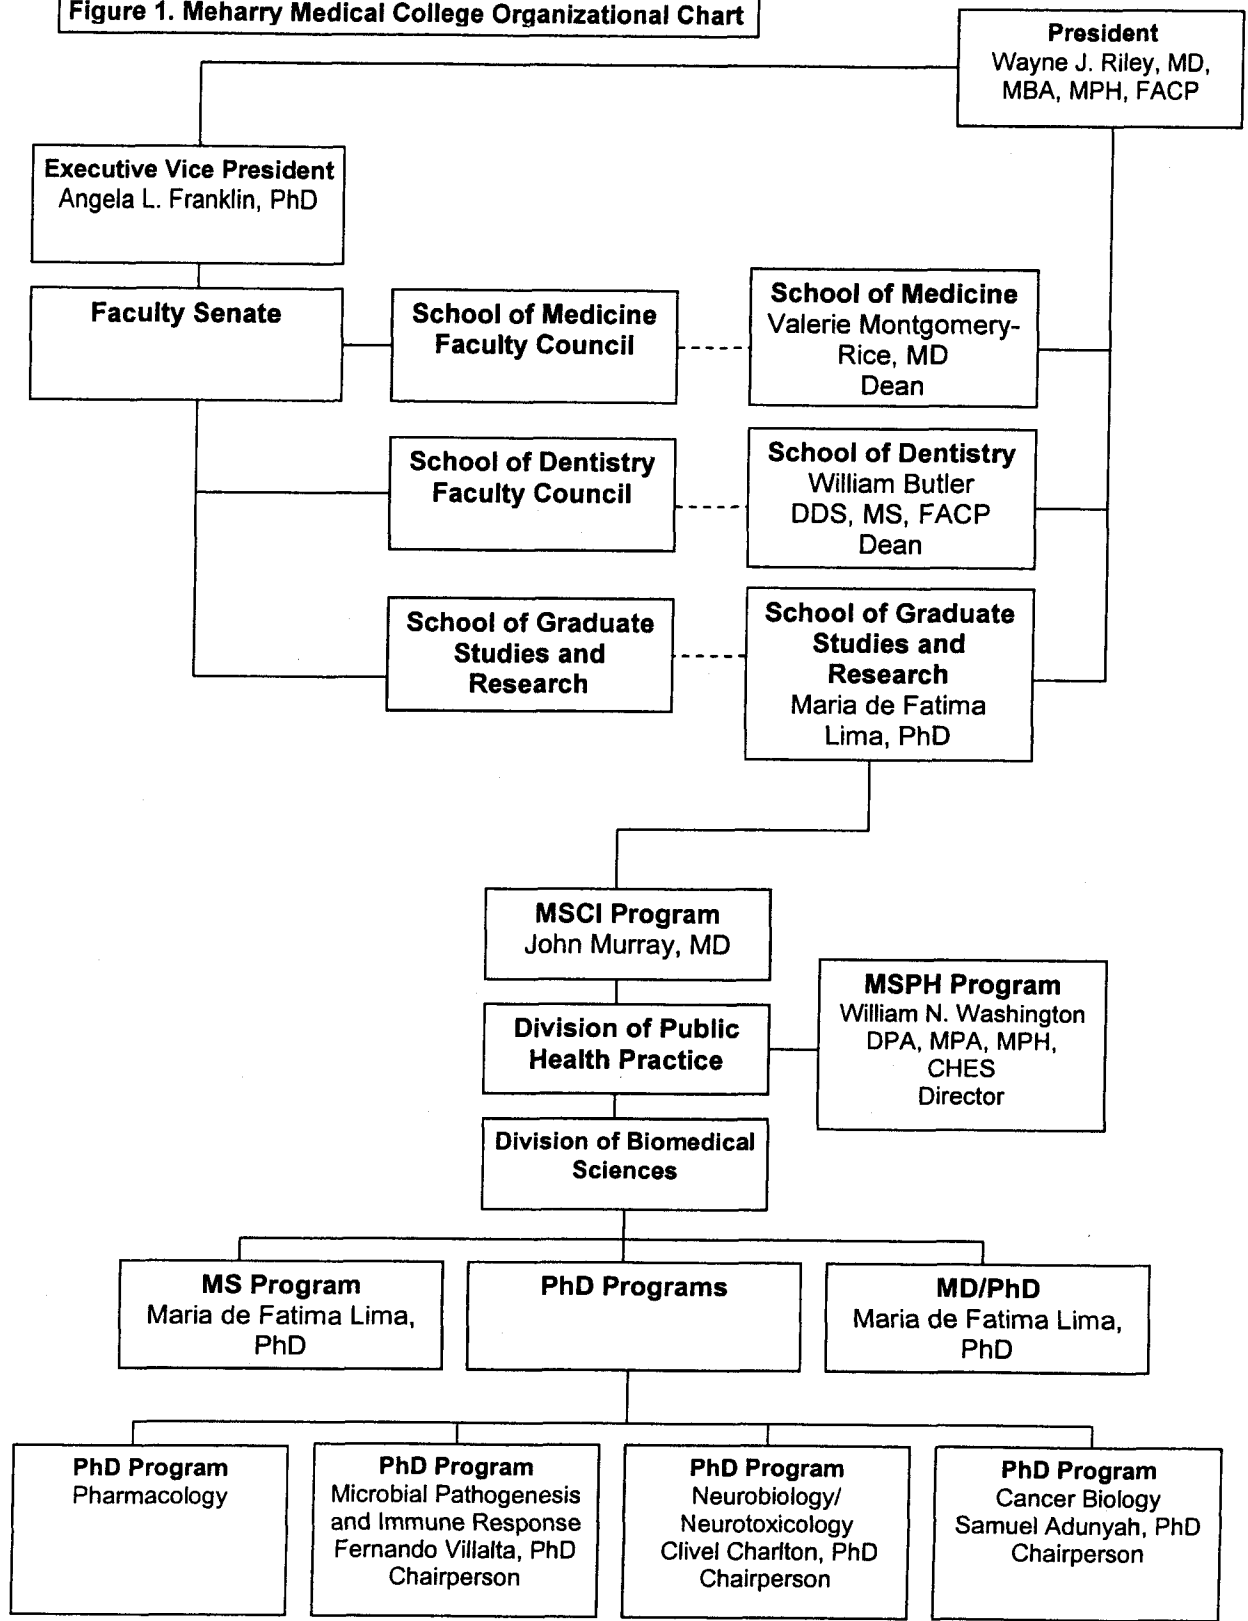 Figure 1. Meharry Medical College Organizational Chart
President
Wayne J. Riley, MD,
MBA, MPH, FACP
Executive Vice President
Angela L. Franklin, PhD
Faculty Senate
School of Medicine
Faculty Council
School of Medicine
Valerie Montgomery-
Rice, MD
Dean
School of Dentistry
Faculty Council
School of Dentistry
William Butler
DDS, MS, FACP
Dean
School of Graduate
Studies and
Research
School of Graduate
Studies and
Research
Maria de Fatima
Lima, PhD
MSCI Program
John Murray, MD
Division of Public
Health Practice
MSPH Program
William N. Washington
DPA, MPA, MPH,
CHES
Director
Division of Biomedical
Sciences
MS Program
Maria de Fatima Lima,
PhD
PhD Programs
MD/PhD
Maria de Fatima Lima,
PhD
PhD Program
Pharmacology
PhD Program
Microbial Pathogenesis
and Immune Response
Fernando Villalta, PhD
Chairperson
PhD Program
Neurobiology/
Neurotoxicology
Clivel Charlton, PhD
Chairperson
PhD Program
Cancer Biology
Samuel Adunyah, PhD
Chairperson